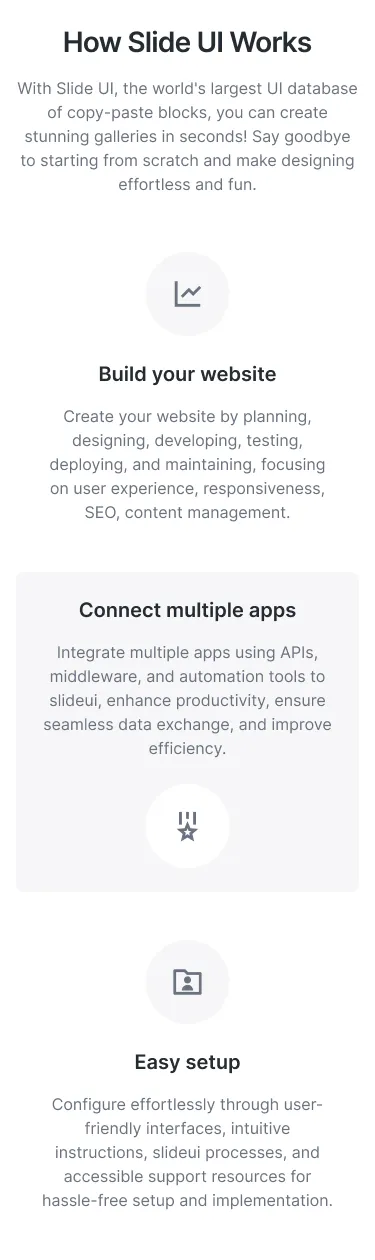 How Slide UI Works
With Slide UI, the world's largest UI database
of copy-paste blocks, you can create
stunning galleries in seconds! Say goodbye
to starting from scratch and make designing
effortless and fun.
Build your website
Create your website by planning,
designing, developing, testing,
deploying, and maintaining, focusing
on user experience, responsiveness,
SEO, content management.
Connect multiple apps
Integrate multiple apps using APIs,
middleware, and automation tools to
slideui, enhance productivity, ensure
seamless data exchange, and improve
efficiency.
Easy setup
Configure effortlessly through user-
friendly interfaces, intuitive
instructions, slideui processes, and
accessible support resources for
hassle-free setup and implementation.